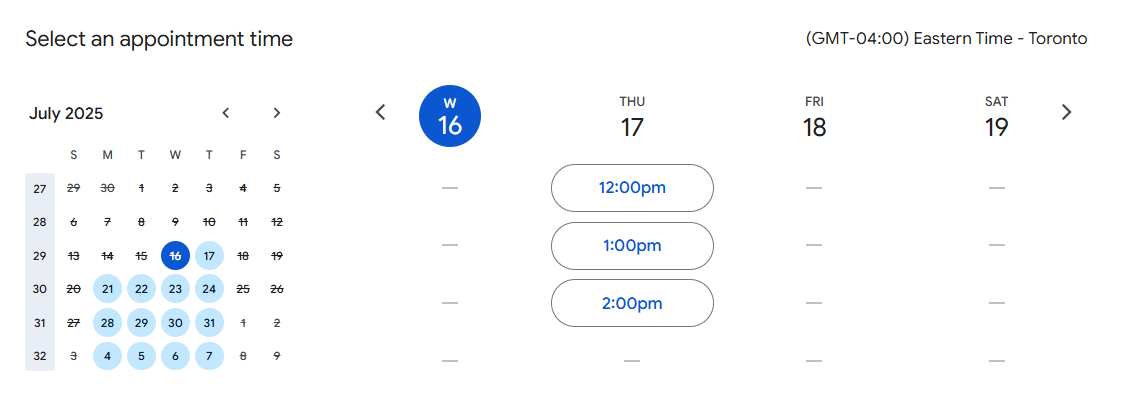 Select an appointment time
(GMT-04:00) Eastern Time - Toronto
July 2025
S M T W T F S
27 29 30 1 2 3 4 5
28 6 7 8 9 10 11 12
29 13 14 15 16 17 18 19
30 20 21 22 23 24 25 26
31 27 28 29 30 31 1 2
32 3 4 5 6 7 8 9
W THU FRI SAT
16 17 18 19
12:00pm
1:00pm
2:00pm